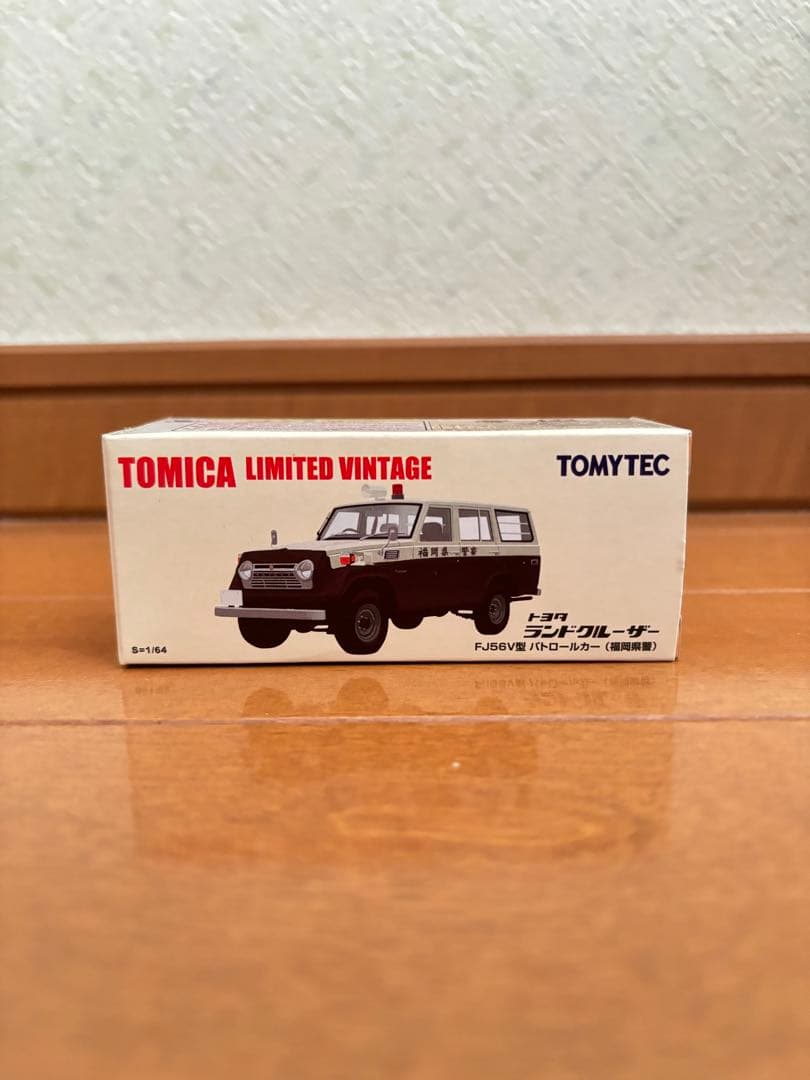 TOMICA LIMITED VINTAGE
TOMYTEC
福岡県 警察
トヨタ
ランドクルーザー
S=1/64
FJ56V型 パトロールカー（福岡県警）